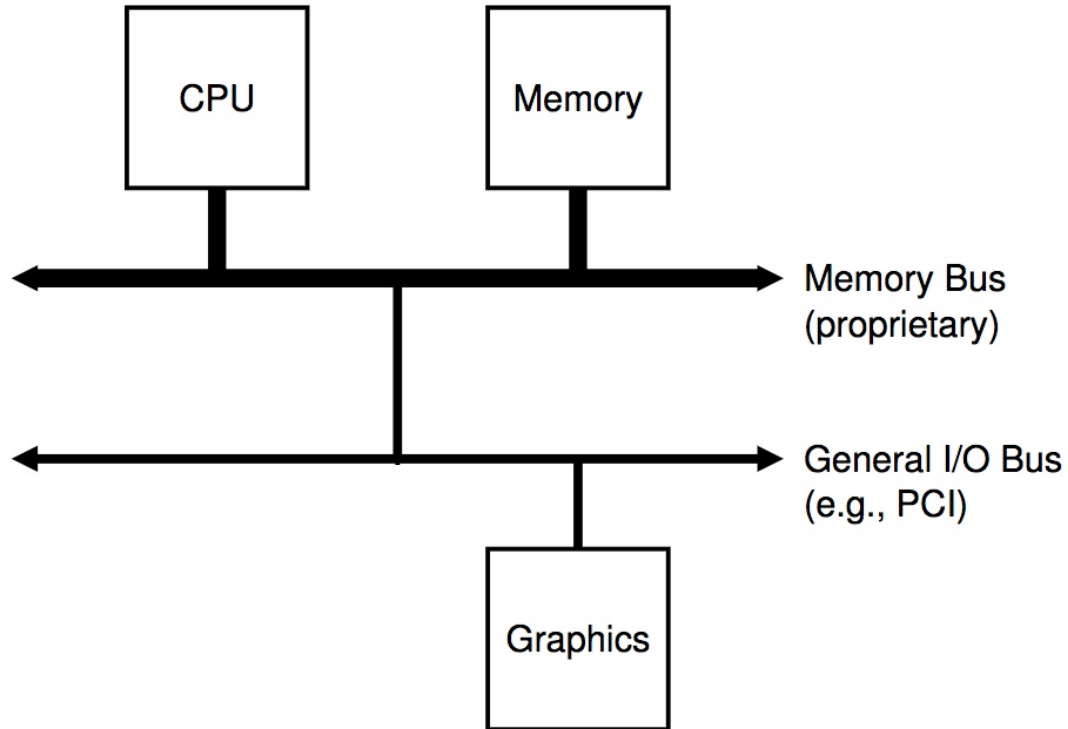 CPU
Memory
Memory Bus
(proprietary)
General I/O Bus
(e.g., PCI)
Graphics